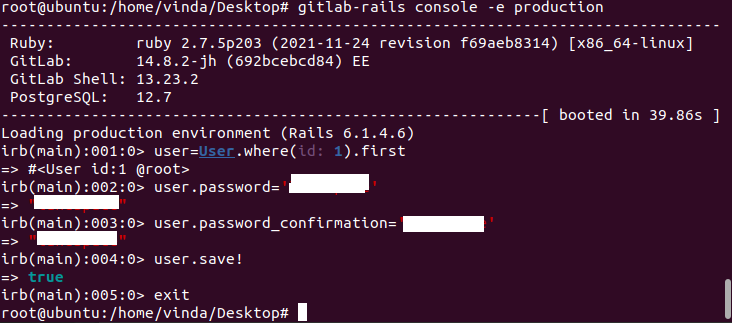 root@ubuntu:/home/vinda/Desktop# gitlab-rails console -e production
--------------------------------------------------------------------------------
 Ruby:         ruby 2.7.5p203 (2021-11-24 revision f69aeb8314) [x86_64-linux]
 GitLab:       14.8.2-jh (692bcebcd84) EE
 GitLab Shell: 13.23.2
 PostgreSQL:   12.7
------------------------------------------------------------[ booted in 39.86s ]
Loading production environment (Rails 6.1.4.6)
irb(main):001:0> user=User.where(id: 1).first
=> #<User id:1 @root>
irb(main):002:0> user.password=' '
=> " "
irb(main):003:0> user.password_confirmation=' '
=> " "
irb(main):004:0> user.save!
=> true
irb(main):005:0> exit
root@ubuntu:/home/vinda/Desktop#